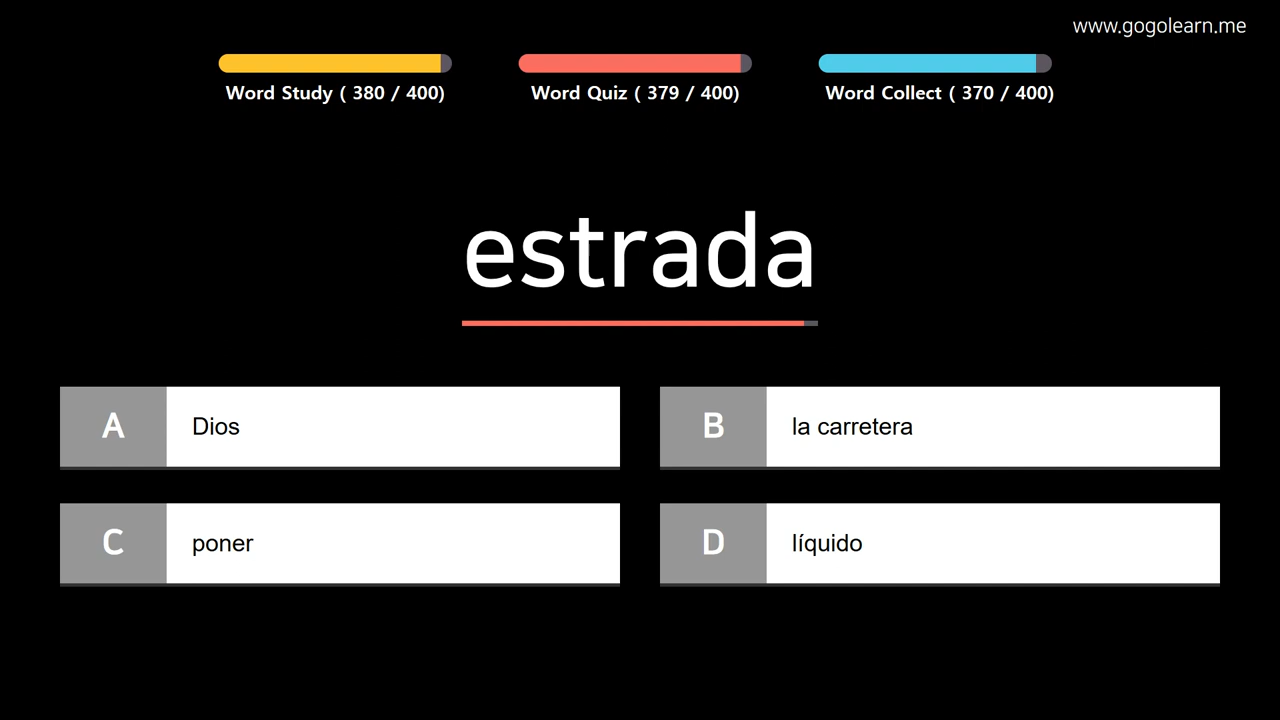 www.gogolearn.me
Word Study ( 380 / 400)
Word Quiz ( 379 / 400)
Word Collect ( 370 / 400)
estrada
A
Dios
B
la carretera
C
poner
D
líquido